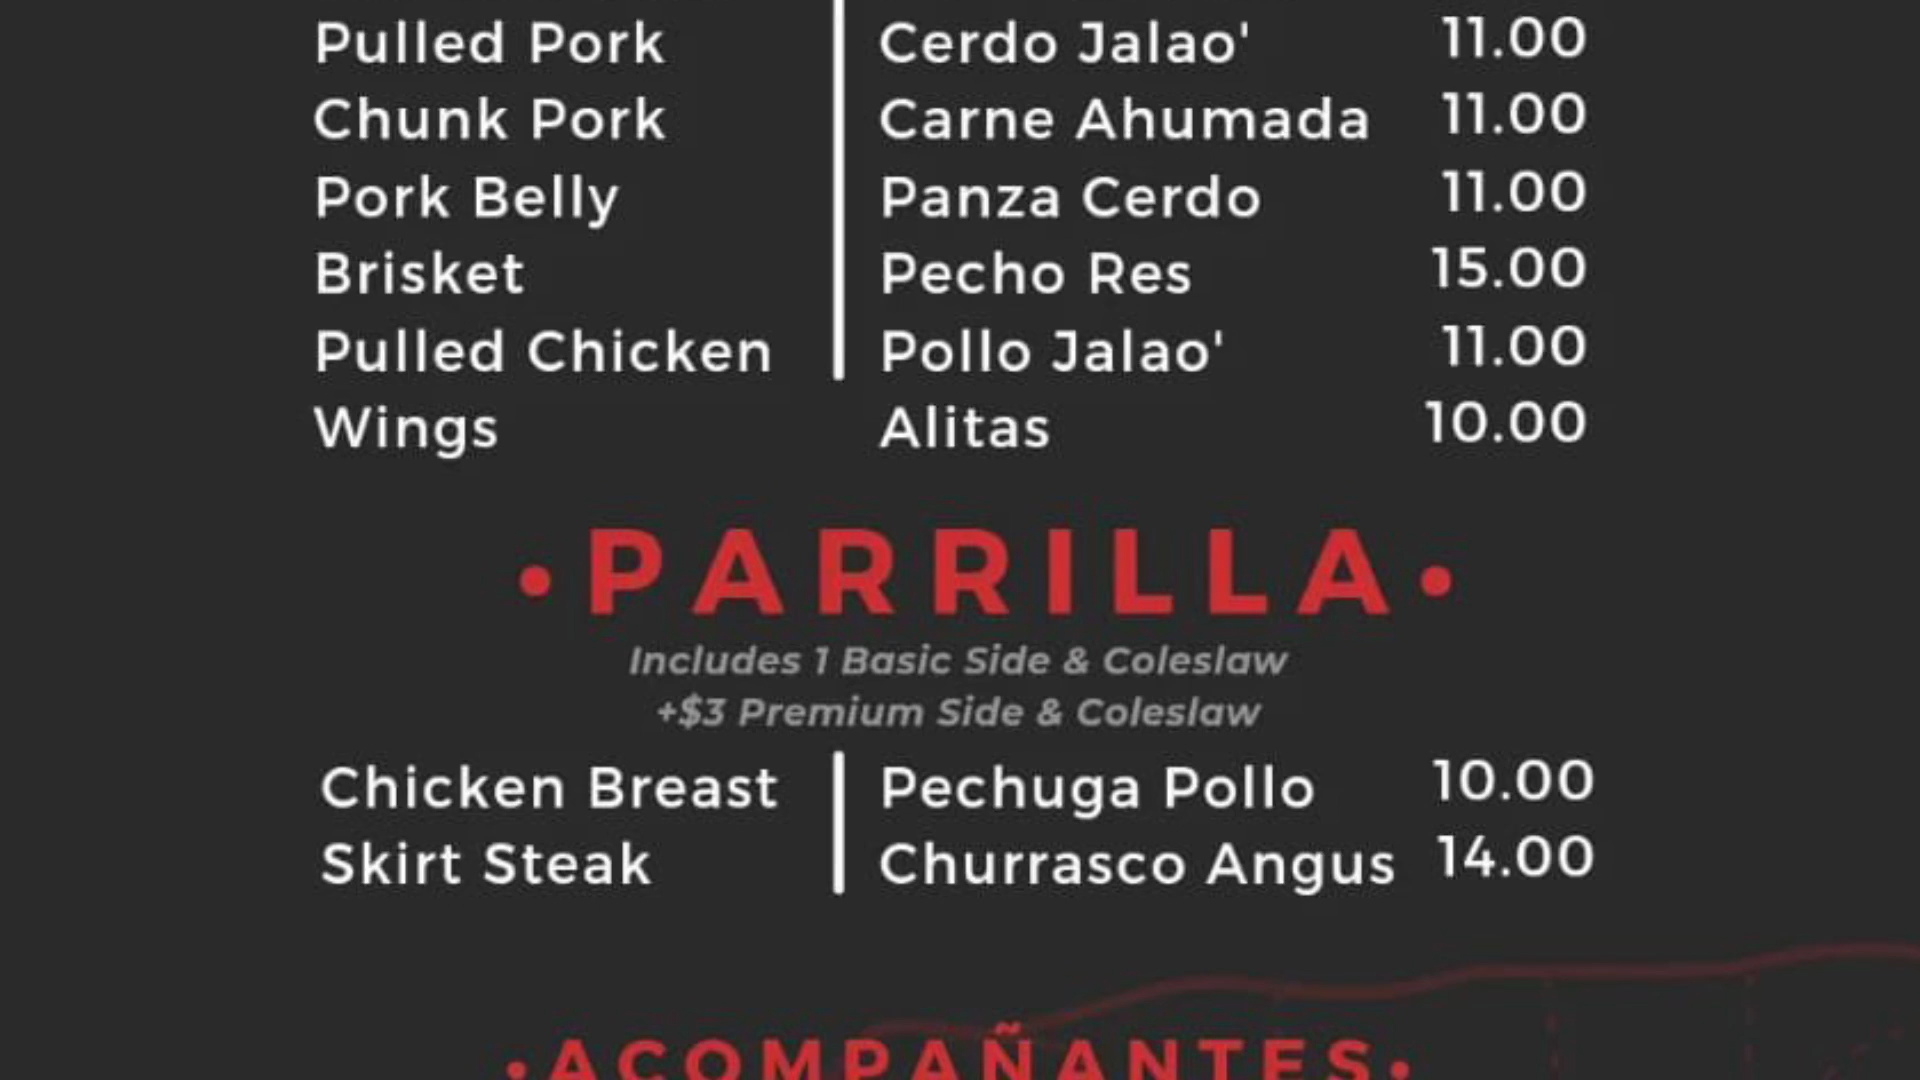 Pulled Pork Cerdo Jalao' 11.00
Chunk Pork Carne Ahumada 11.00
Pork Belly Panza Cerdo 11.00
Brisket Pecho Res 15.00
Pulled Chicken Pollo Jalao' 11.00
Wings Alitas 10.00
•PARRILLA•
Includes 1 Basic Side & Coleslaw
+$3 Premium Side & Coleslaw
Chicken Breast Pechuga Pollo 10.00
Skirt Steak Churrasco Angus 14.00
•ACOMPAÑANTES•